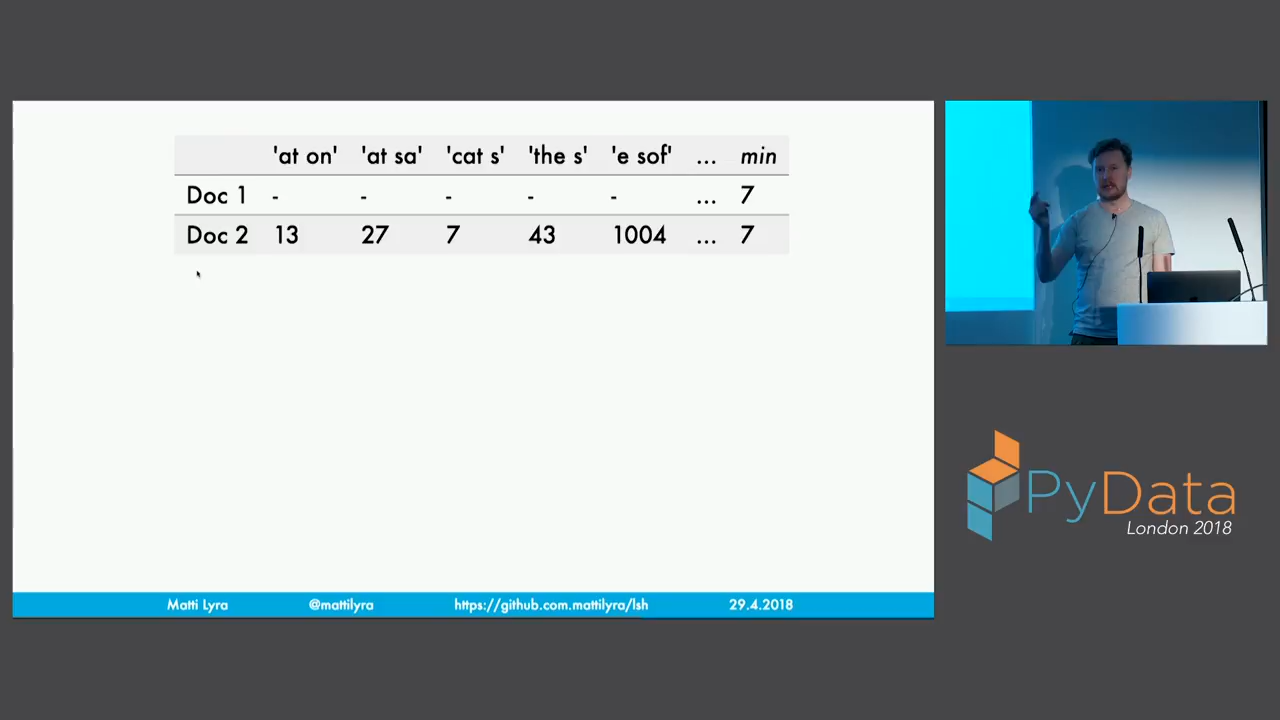 'at on' 'at sa' 'cat s' 'the s' 'e sof' ... min
Doc 1 - - - - - ... 7
Doc 2 13 27 7 43 1004 ... 7
PyData
London 2018
Matti Lyra @mattilyra https://github.com.mattilyra/lsh 29.4.2018